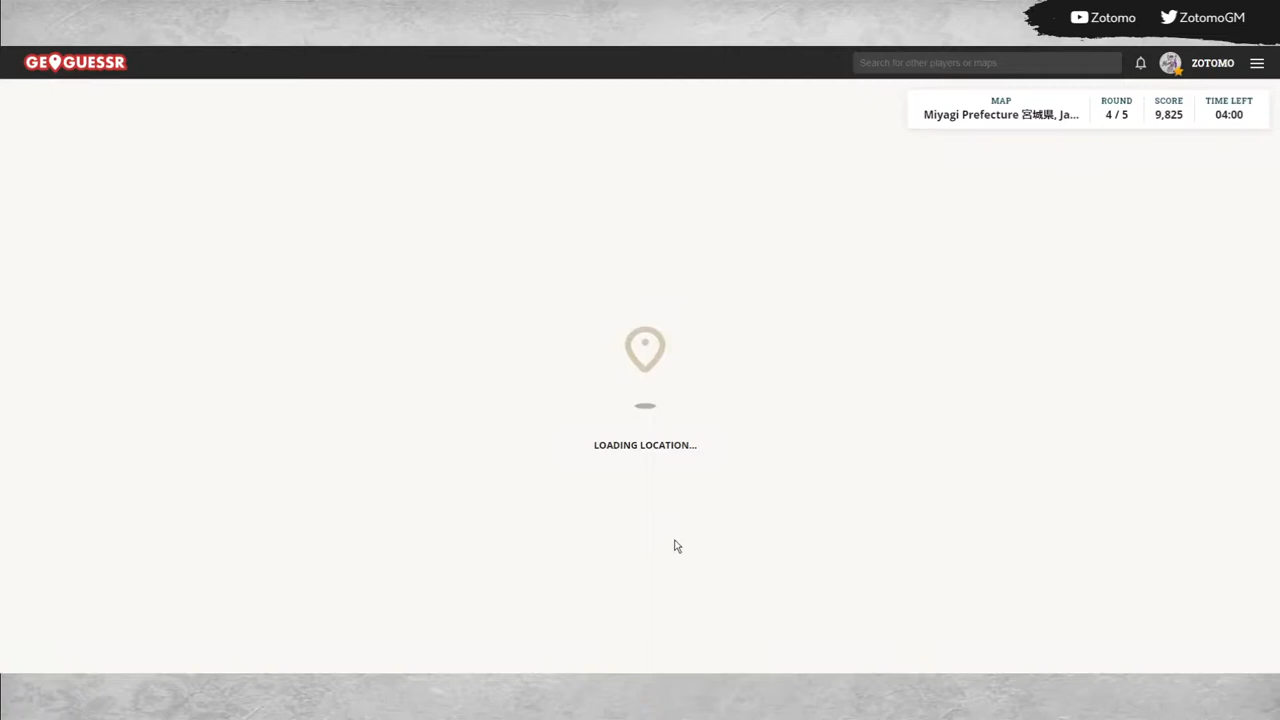 Zotomo ZotomoGM
GEOGUESSR Search for other players or maps ZOTOMO
MAP ROUND SCORE TIME LEFT
Miyagi Prefecture 宮城県, Ja... 4 / 5 9,825 04:00
LOADING LOCATION...